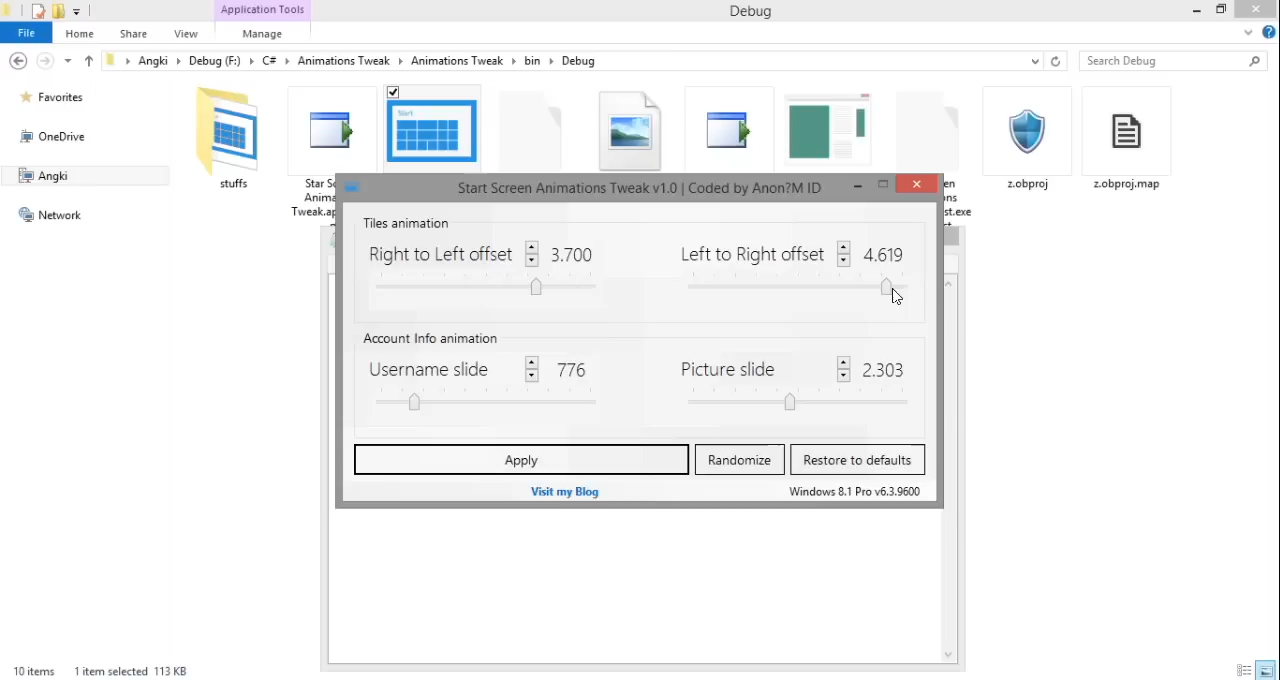 Application Tools
Debug
File
Home
Share
View
Manage
Angki
Debug (F:)
C#
Animations Tweak
Animations Tweak
bin
Debug
Search Debug
Favorites
OneDrive
Angki
Network
stuffs
z.obproj
z.obproj.map
Start Screen Animations Tweak v1.0 | Coded by Anon?M ID
Tiles animation
Right to Left offset
3.700
Left to Right offset
4.619
Account Info animation
Username slide
776
Picture slide
2.303
Apply
Randomize
Restore to defaults
Visit my Blog
Windows 8.1 Pro v6.3.9600
10 items
1 item selected 113 KB